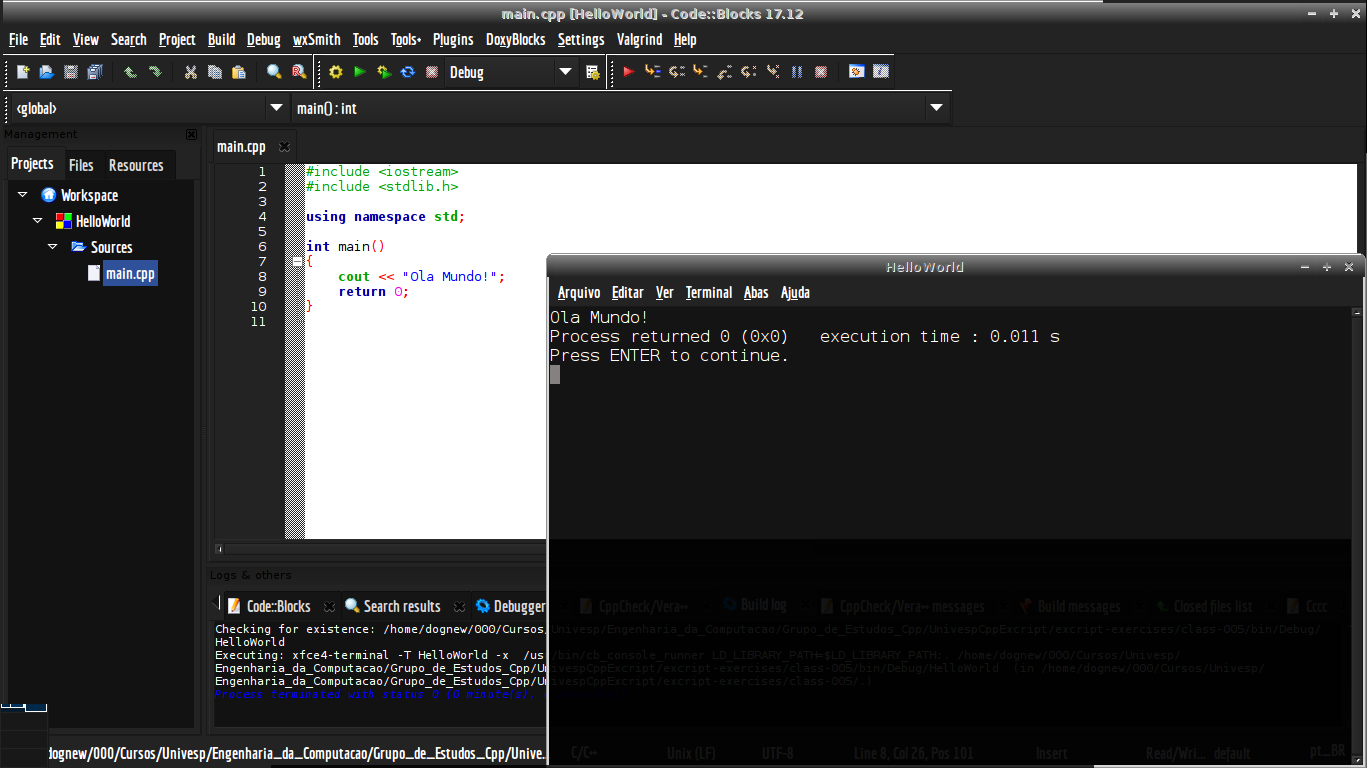 main.cpp [HelloWorld] - Code::Blocks 17.12
File Edit View Search Project Build Debug wxSmith Tools Tools+ Plugins DoxyBlocks Settings Valgrind Help
Debug
<global> main() : int
Management
Projects Files Resources
Workspace
HelloWorld
Sources
main.cpp
main.cpp
1 #include <iostream>
2 #include <stdlib.h>
3
4 using namespace std;
5
6 int main()
7 {
8 cout << "Ola Mundo!";
9 return 0;
10 }
11
HelloWorld
Arquivo Editar Ver Terminal Abas Ajuda
Ola Mundo!
Process returned 0 (0x0) execution time : 0.011 s
Press ENTER to continue.
Logs & others
Code::Blocks Search results Debugger CppCheck/Vera++ Build log CppCheck/Vera++ messages Build messages Closed files list Cccc
Checking for existence: /home/dognew/000/Cursos/Univesp/Engenharia_da_Computacao/Grupo_de_Estudos_Cpp/UnivespCppExcript/excript-exercises/class-005/bin/Debug/
HelloWorld
Executing: xfce4-terminal -T HelloWorld -x /usr/bin/cb_console_runner LD_LIBRARY_PATH=$LD_LIBRARY_PATH:. /home/dognew/000/Cursos/Univesp/
Engenharia_da_Computacao/Grupo_de_Estudos_Cpp/UnivespCppExcript/excript-exercises/class-005/bin/Debug/HelloWorld (in /home/dognew/000/Cursos/Univesp/
Engenharia_da_Computacao/Grupo_de_Estudos_Cpp/UnivespCppExcript/excript-exercises/class-005/.)
Process terminated with status 0 (0 minute(s),
dognew/000/Cursos/Univesp/Engenharia_da_Computacao/Grupo_de_Estudos_Cpp/Unive... C/C++ Unix (LF) UTF-8 Line 8, Col 26, Pos 101 Insert Read/Wri... default pt_BR